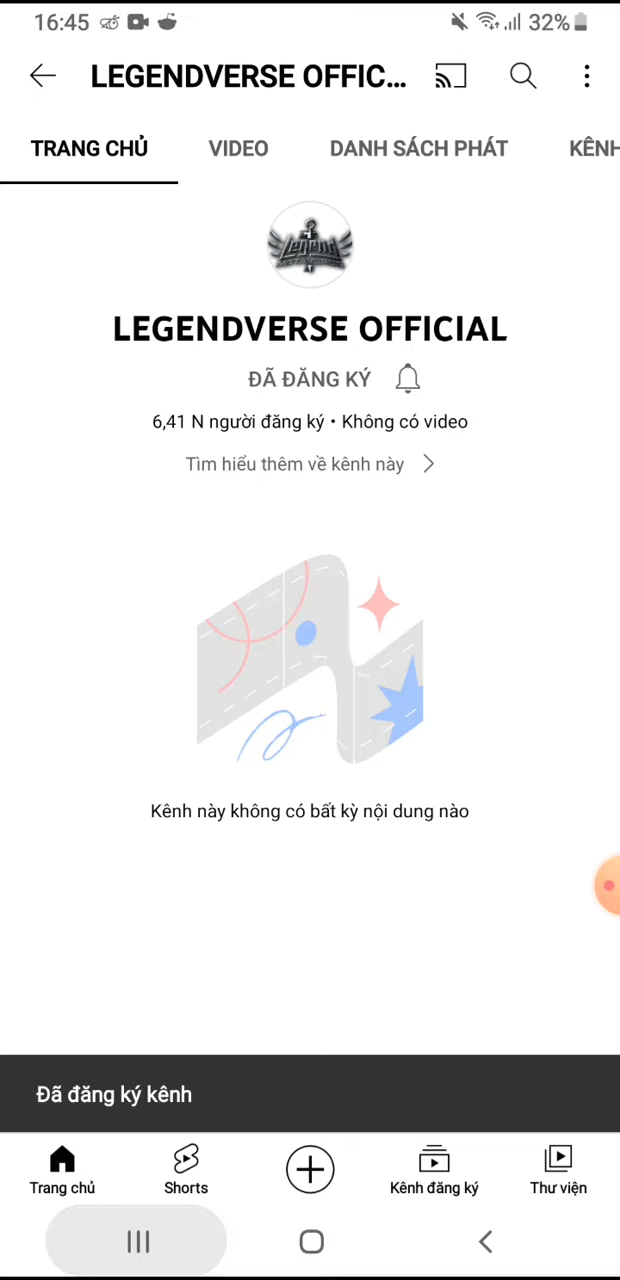 16:45
32%
LEGENDVERSE OFFIC...
TRANG CHỦ VIDEO DANH SÁCH PHÁT KÊNH
Legend
LEGENDVERSE OFFICIAL
ĐÃ ĐĂNG KÝ
6,41 N người đăng ký • Không có video
Tìm hiểu thêm về kênh này
Kênh này không có bất kỳ nội dung nào
Đã đăng ký kênh
Trang chủ Shorts Kênh đăng ký Thư viện